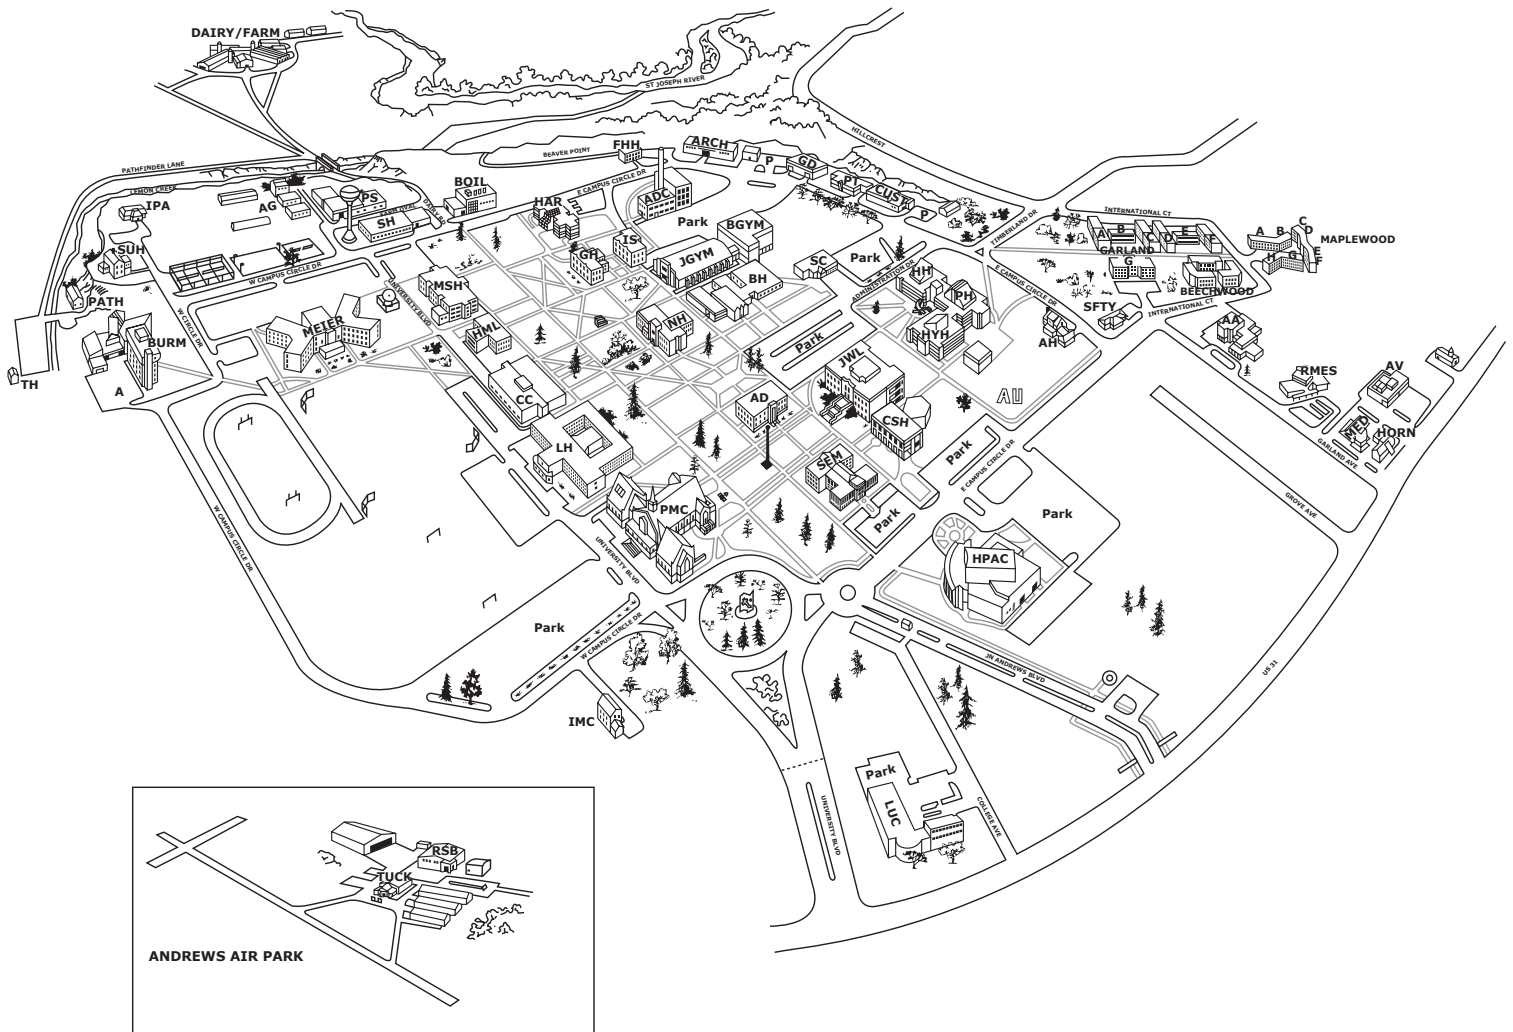 DAIRY/FARM
ST JOSEPH RIVER
HILLCREST
PATHFINDER LANE
LEMON CREEK
BEAVER POINT
FHH
ARCH
P
GD
E CAMPUS CIRCLE DR
PT
CUST
P
IPA
AG
PS
FARM OVAL
DAIRY RD
BOIL
HAR
ADC
Park
BGYM
SUH
SH
IS
GH
JGYM
BH
SC
Park
ADMINISTRATION DR
TIMBERLAND DR
INTERNATIONAL CT
A
B
C
D
E
F
GARLAND
G
A
B
C
D
E
F
G
H
MAPLEWOOD
BEECHWOOD
INTERNATIONAL CT
W CAMPUS CIRCLE DR
UNIVERSITY BLVD
MSH
HH
PH
E CAMPUS CIRCLE DR
SFTY
PATH
W CIRCLE DR
MEIER
HML
NH
Park
HYH
AH
AA
BURM
TH
A
CC
JWL
AD
AU
RMES
AV
MED
HORN
GARLAND AVE
LH
CSH
Park
E CAMPUS CIRCLE DR
SEM
GROVE AVE
PMC
Park
Park
W CAMPUS CIRCLE DR
UNIVERSITY BLVD
HPAC
Park
W CAMPUS CIRCLE DR
JN ANDREWS BLVD
US 31
IMC
Park
LUC
UNIVERSITY BLVD
COLLEGE AVE
RSB
TUCK
ANDREWS AIR PARK